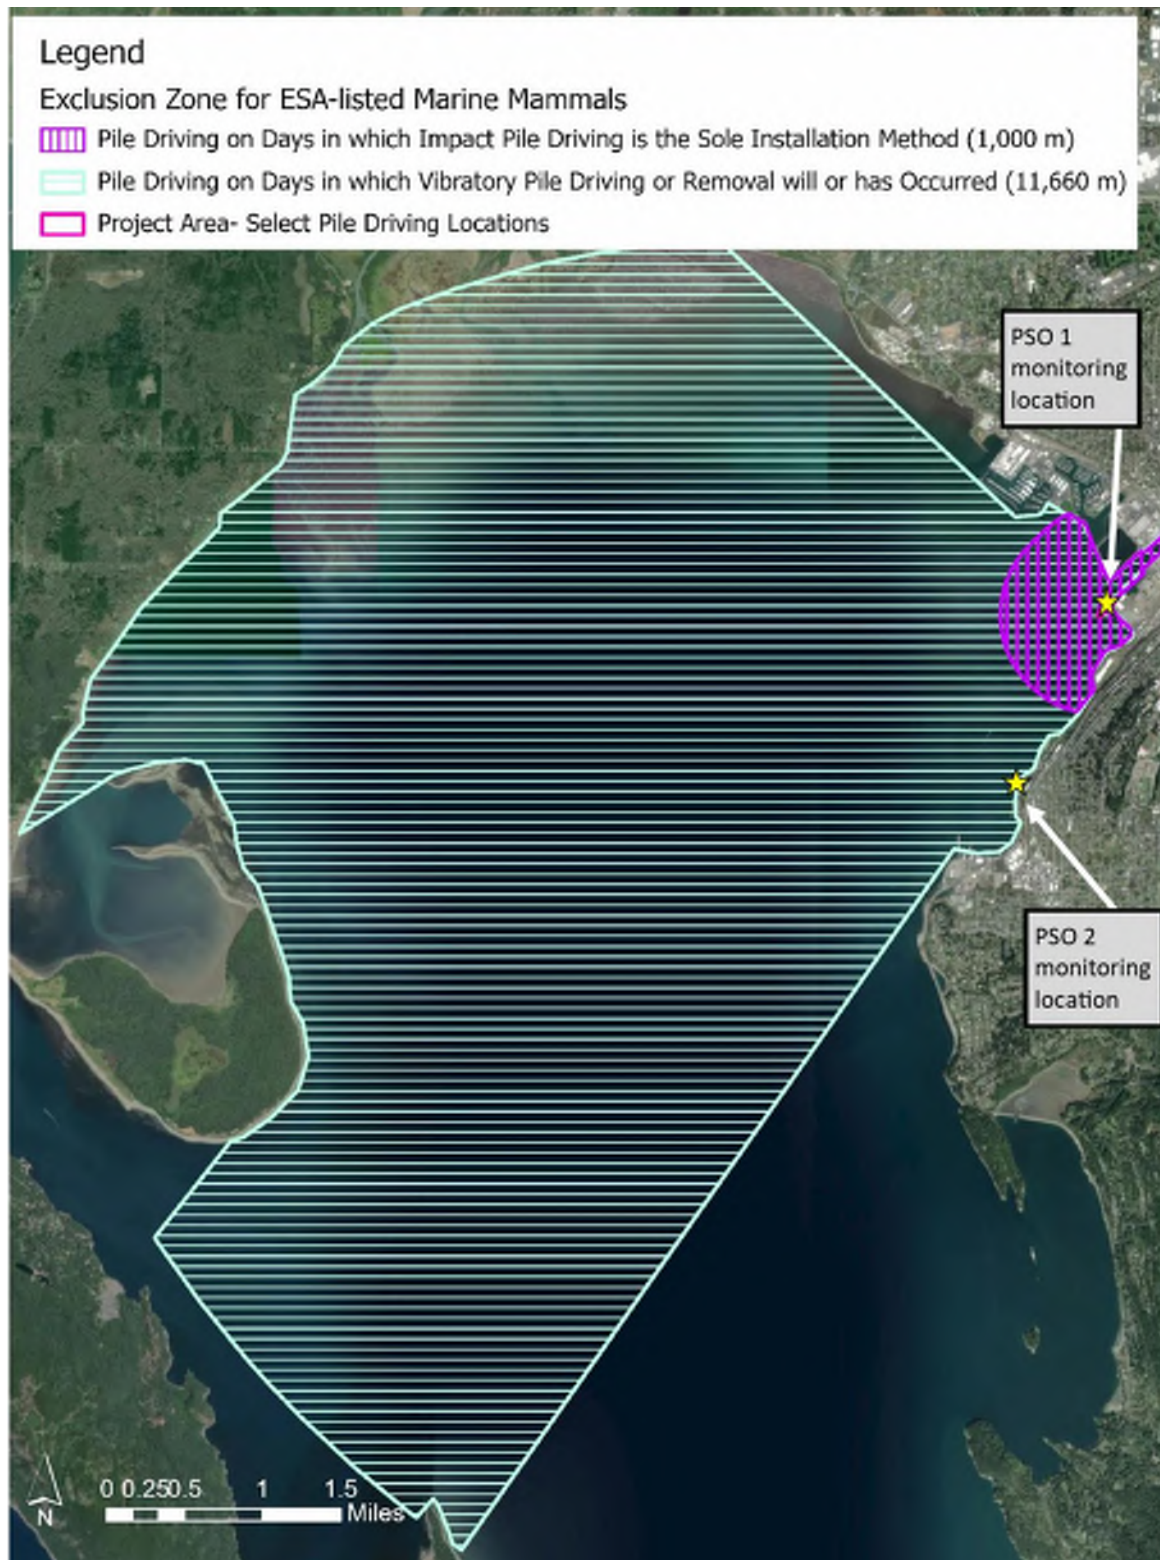 Legend
Exclusion Zone for ESA-listed Marine Mammals
Pile Driving on Days in which Impact Pile Driving is the Sole Installation Method (1,000 m)
Pile Driving on Days in which Vibratory Pile Driving or Removal will or has Occurred (11,660 m)
Project Area- Select Pile Driving Locations
PSO 1
monitoring
location
PSO 2
monitoring
location
0 0.250.5 1 1.5
Miles
N